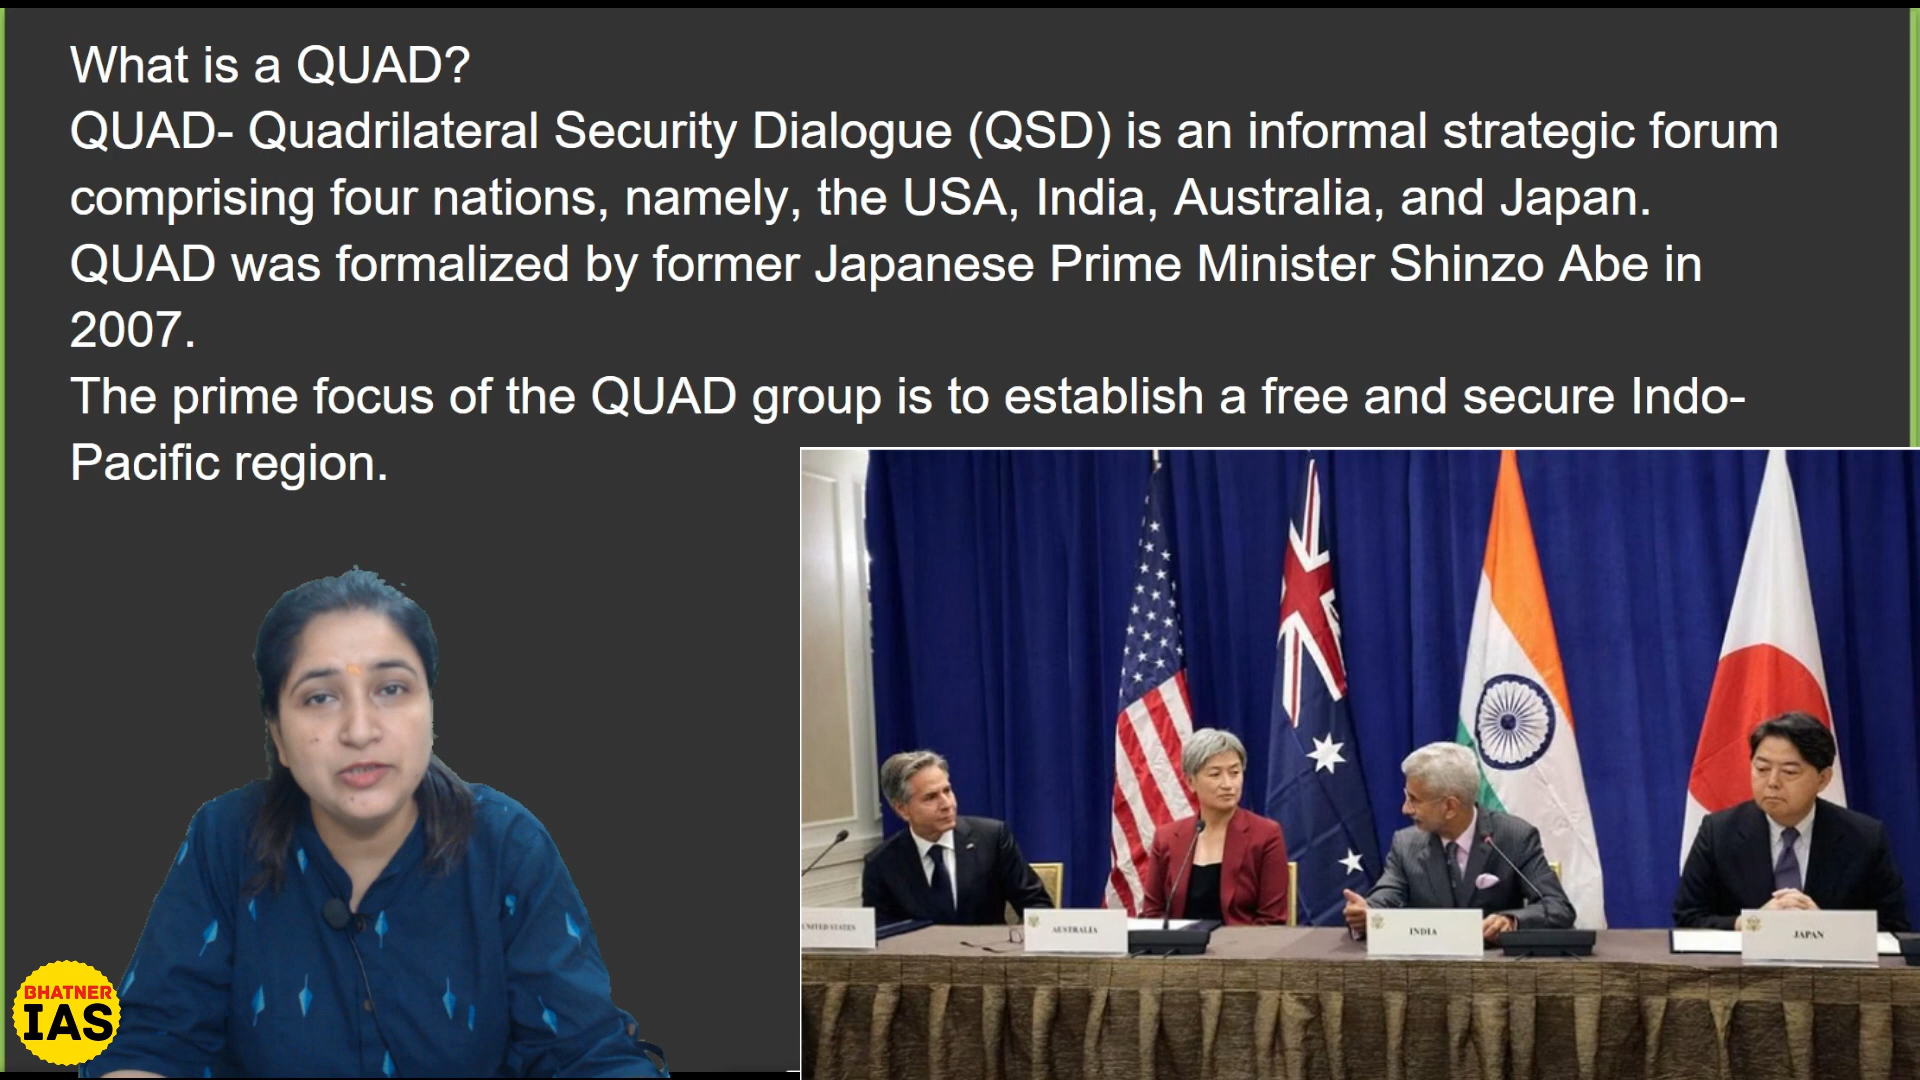 What is a QUAD?
QUAD- Quadrilateral Security Dialogue (QSD) is an informal strategic forum
comprising four nations, namely, the USA, India, Australia, and Japan.
QUAD was formalized by former Japanese Prime Minister Shinzo Abe in
2007.
The prime focus of the QUAD group is to establish a free and secure Indo-
Pacific region.
UNITED STATES
AUSTRALIA
INDIA
JAPAN
BHATNER
IAS